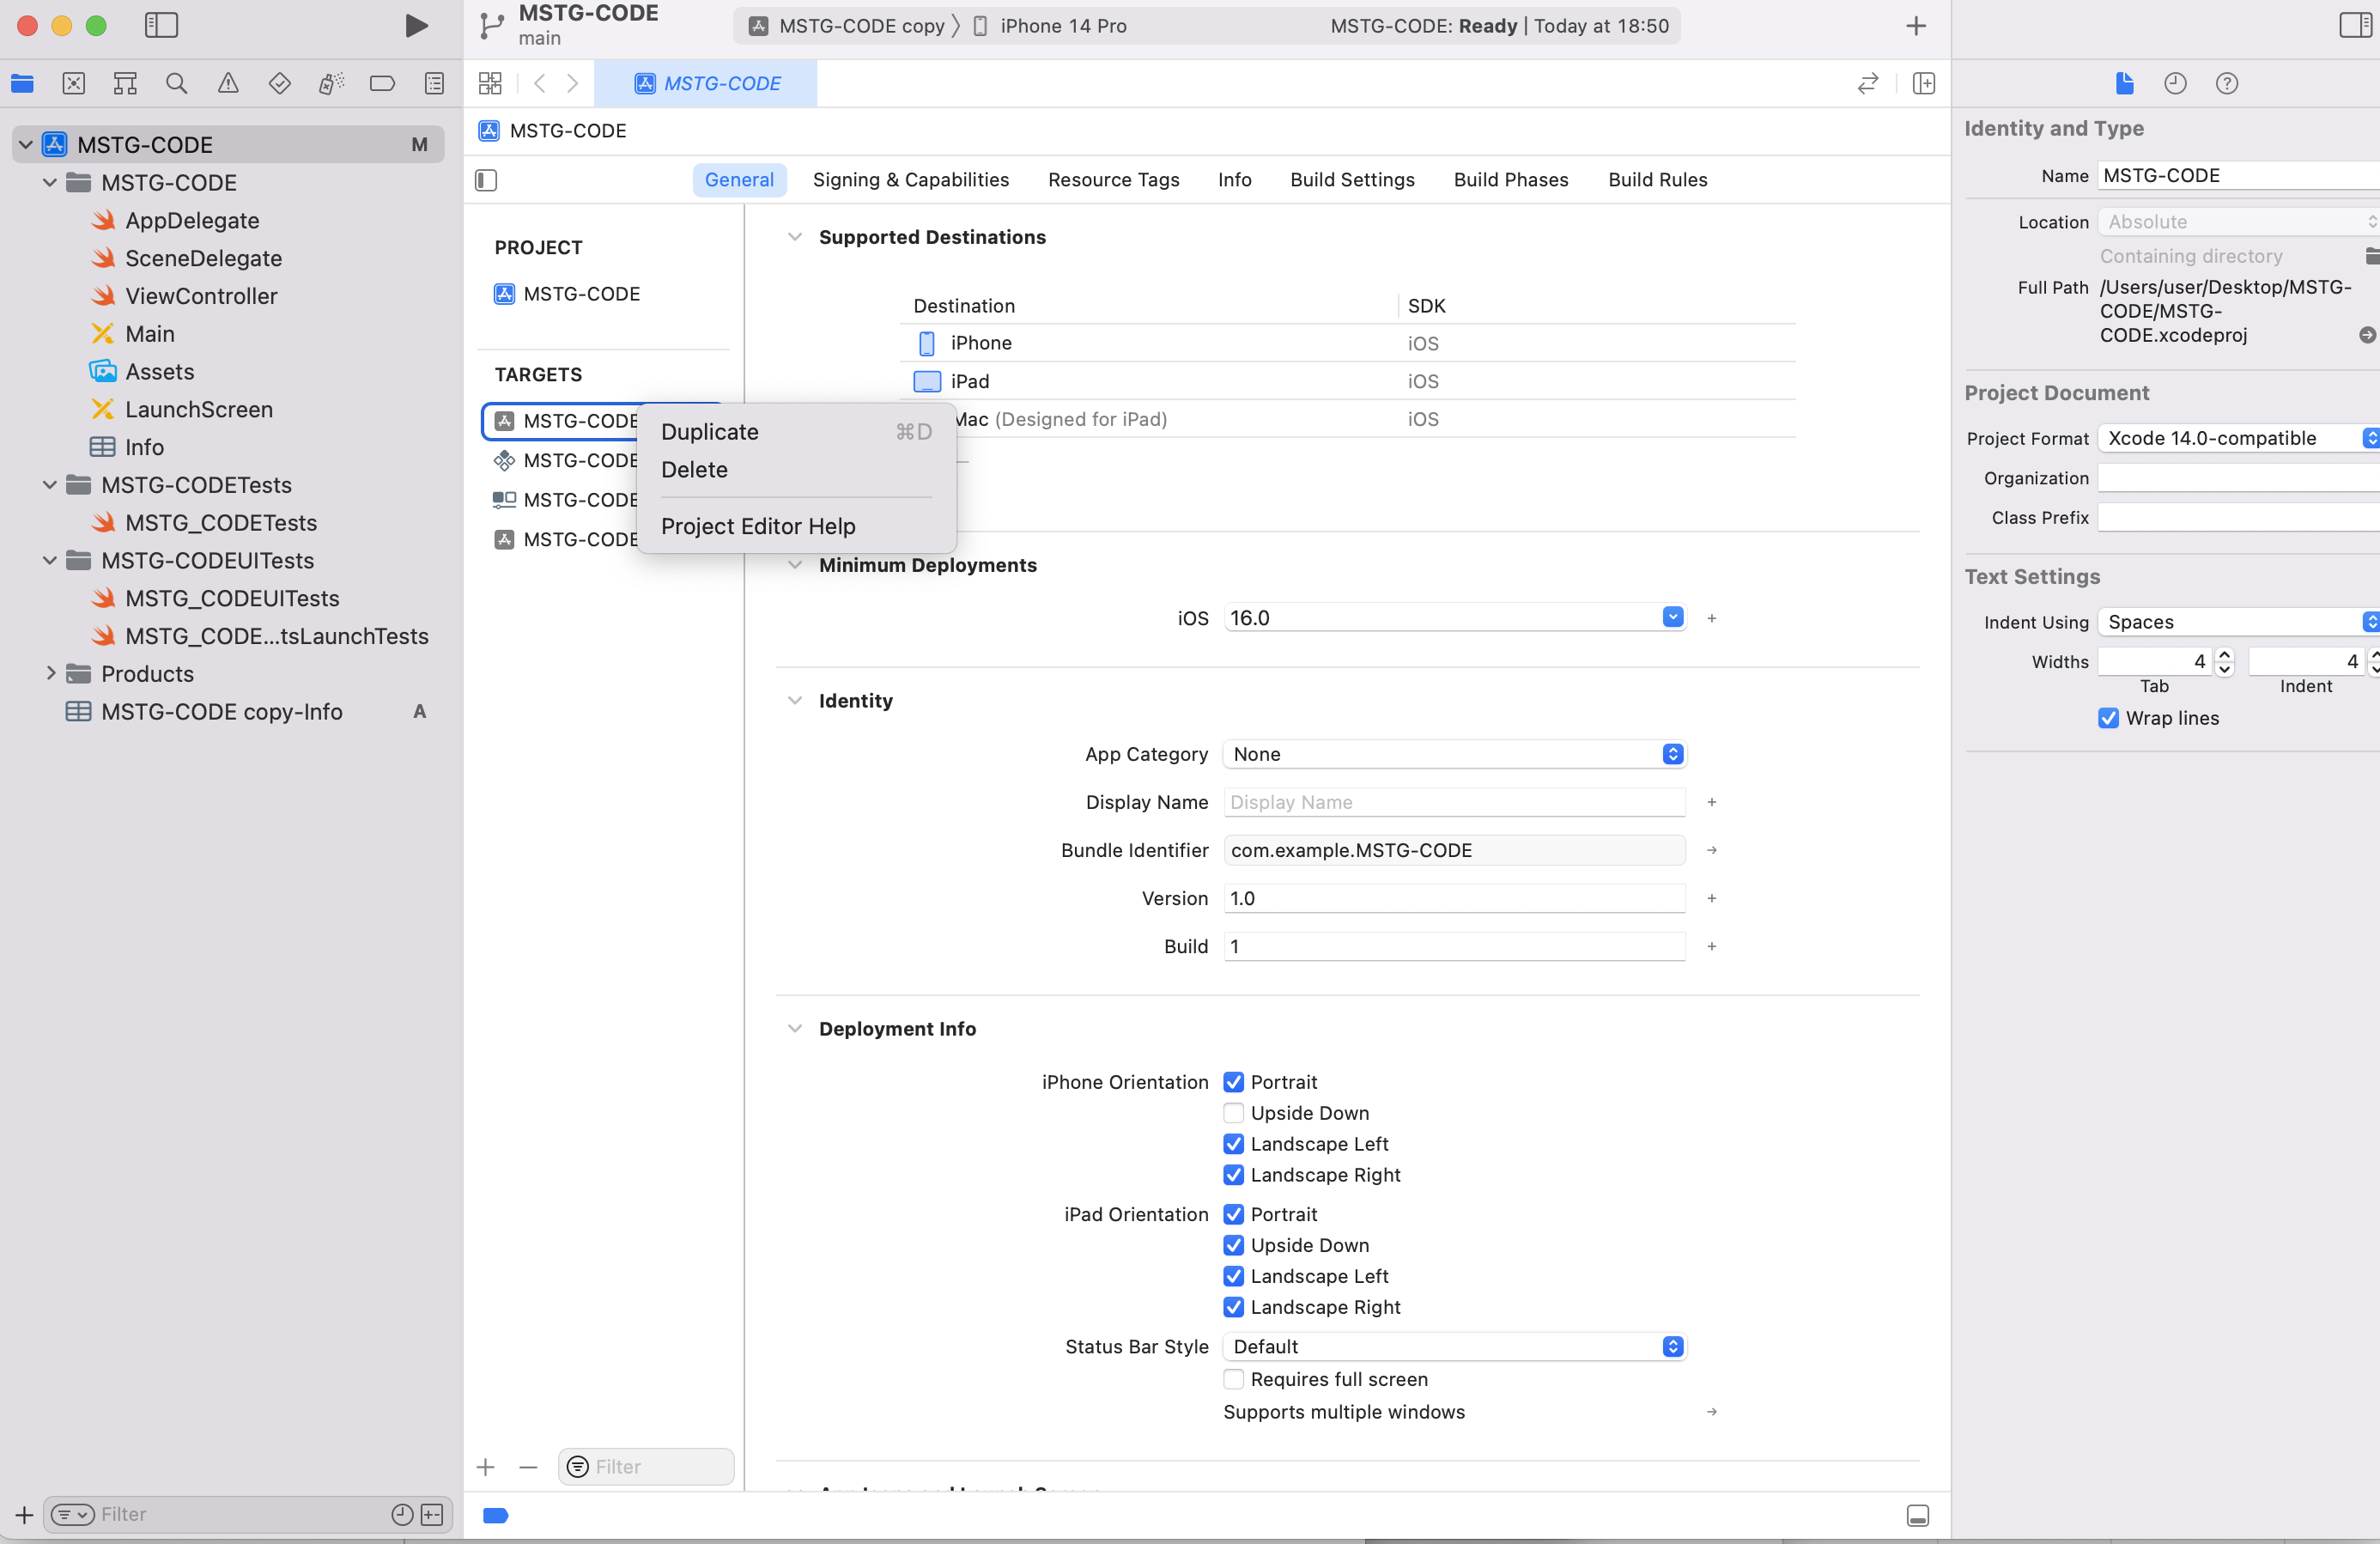 MSTG-CODE
main
MSTG-CODE copy
iPhone 14 Pro
MSTG-CODE: Ready | Today at 18:50
MSTG-CODE
MSTG-CODE
MSTG-CODE M
MSTG-CODE
AppDelegate
SceneDelegate
ViewController
Main
Assets
LaunchScreen
Info
MSTG-CODETests
MSTG_CODETests
MSTG-CODEUITests
MSTG_CODEUITests
MSTG_CODE...tsLaunchTests
Products
MSTG-CODE copy-Info A
Filter
General
Signing & Capabilities
Resource Tags
Info
Build Settings
Build Phases
Build Rules
PROJECT
MSTG-CODE
TARGETS
MSTG-CODE
MSTG-CODE
MSTG-CODE
MSTG-CODE
Filter
Duplicate ⌘D
Delete
Project Editor Help
Supported Destinations
Destination SDK
iPhone iOS
iPad iOS
Mac (Designed for iPad) iOS
Minimum Deployments
iOS 16.0
Identity
App Category None
Display Name Display Name
Bundle Identifier com.example.MSTG-CODE
Version 1.0
Build 1
Deployment Info
iPhone Orientation Portrait
Upside Down
Landscape Left
Landscape Right
iPad Orientation Portrait
Upside Down
Landscape Left
Landscape Right
Status Bar Style Default
Requires full screen
Supports multiple windows
Identity and Type
Name MSTG-CODE
Location Absolute
Containing directory
Full Path /Users/user/Desktop/MSTG-
CODE/MSTG-
CODE.xcodeproj
Project Document
Project Format Xcode 14.0-compatible
Organization
Class Prefix
Text Settings
Indent Using Spaces
Widths 4 4
Tab Indent
Wrap lines